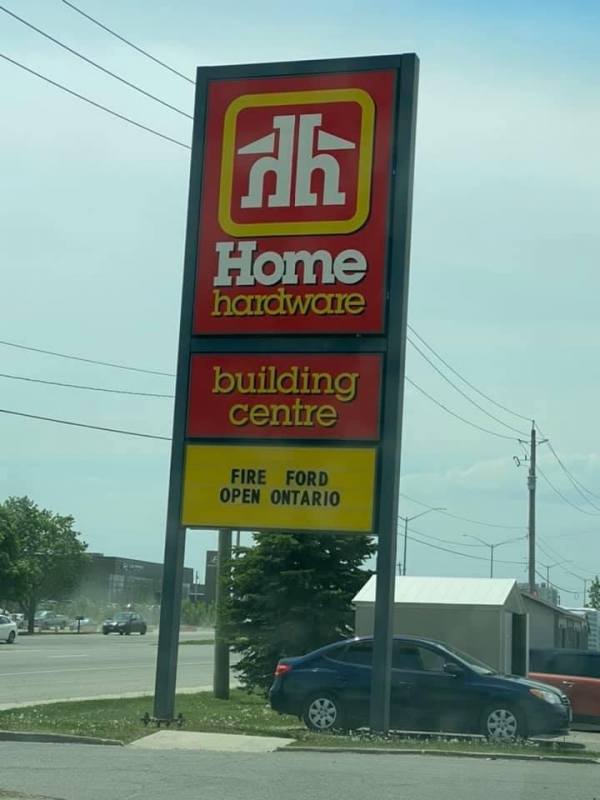 Home
hardware
building
centre
FIRE FORD
OPEN ONTARIO